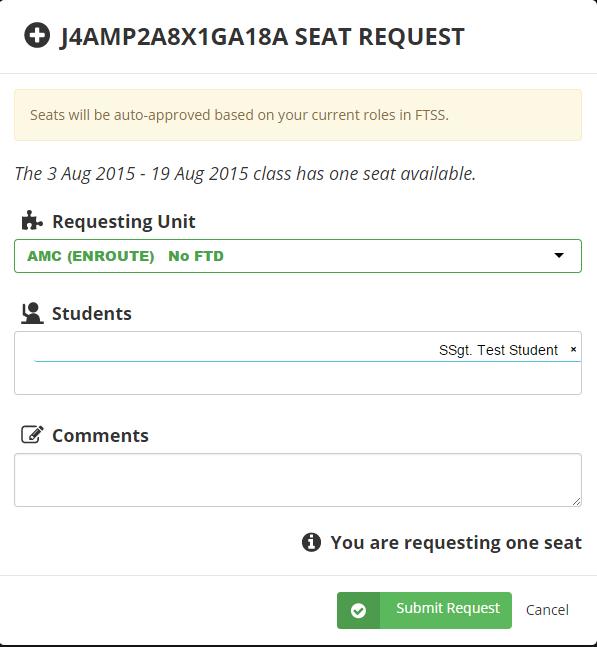 J4AMP2A8X1GA18A SEAT REQUEST
Seats will be auto-approved based on your current roles in FTSS.
The 3 Aug 2015 - 19 Aug 2015 class has one seat available.
Requesting Unit
AMC (ENROUTE) No FTD
Students
SSgt. Test Student ×
Comments
You are requesting one seat
Submit Request Cancel